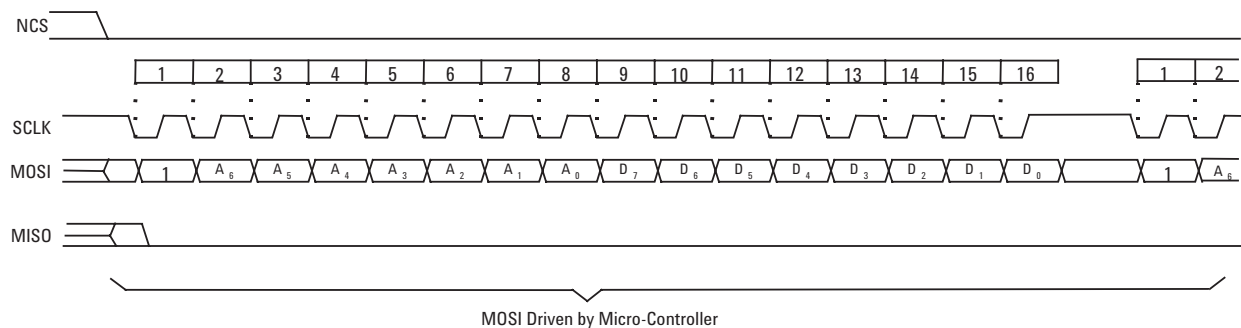 NCS
1 2 3 4 5 6 7 8 9 10 11 12 13 14 15 16 1 2
SCLK
MOSI 1 A6 A5 A4 A3 A2 A1 A0 D7 D6 D5 D4 D3 D2 D1 D0 1 A6
MISO
MOSI Driven by Micro-Controller